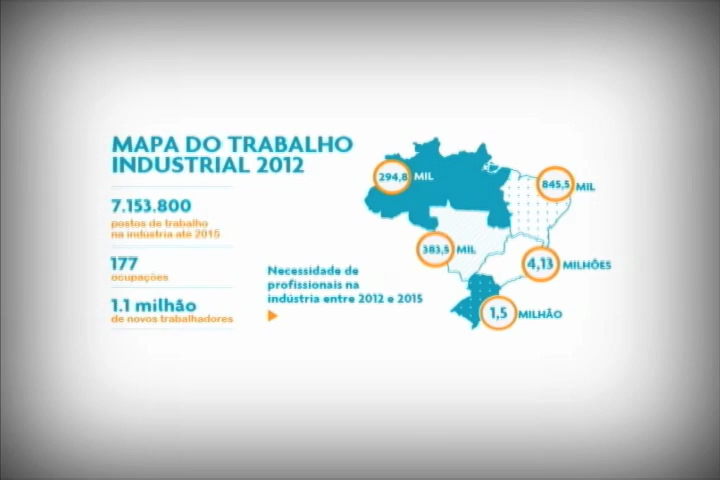 MAPA DO TRABALHO
INDUSTRIAL 2012
7.153.800
postos de trabalho
na indústria até 2015
177
ocupações
1.1 milhão
de novos trabalhadores
Necessidade de
profissionais na
indústria entre 2012 e 2015
294,8 MIL
845,5 MIL
383,5 MIL
4,13 MILHÕES
1,5 MILHÃO